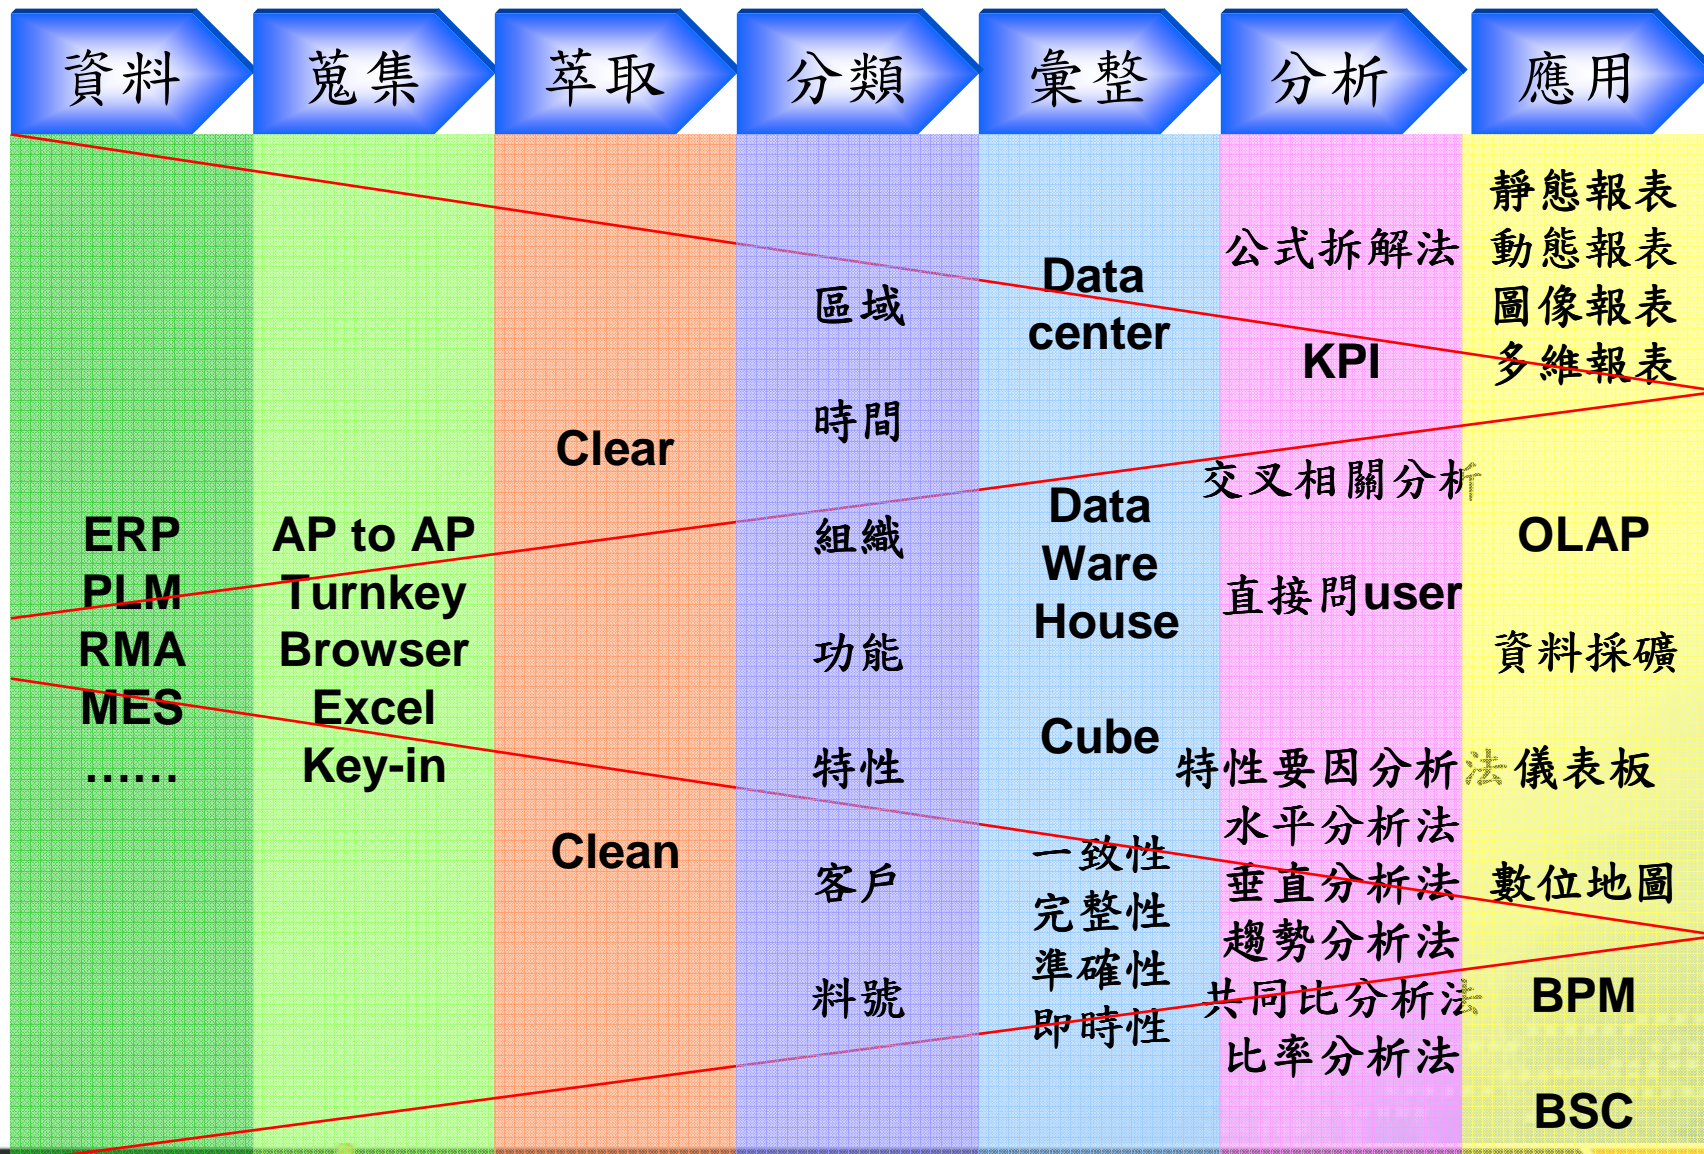 資料
蒐集
萃取
分類
彙整
分析
應用
ERP
PLM
RMA
MES
……
AP to AP
Turnkey
Browser
Excel
Key-in
Clear
Clean
區域
時間
組織
功能
特性
客戶
料號
Data
center
Data
Ware
House
Cube
一致性
完整性
準確性
即時性
公式拆解法
KPI
交叉相關分析
直接問user
特性要因分析法
水平分析法
垂直分析法
趨勢分析法
共同比分析法
比率分析法
靜態報表
動態報表
圖像報表
多維報表
OLAP
資料採礦
儀表板
數位地圖
BPM
BSC